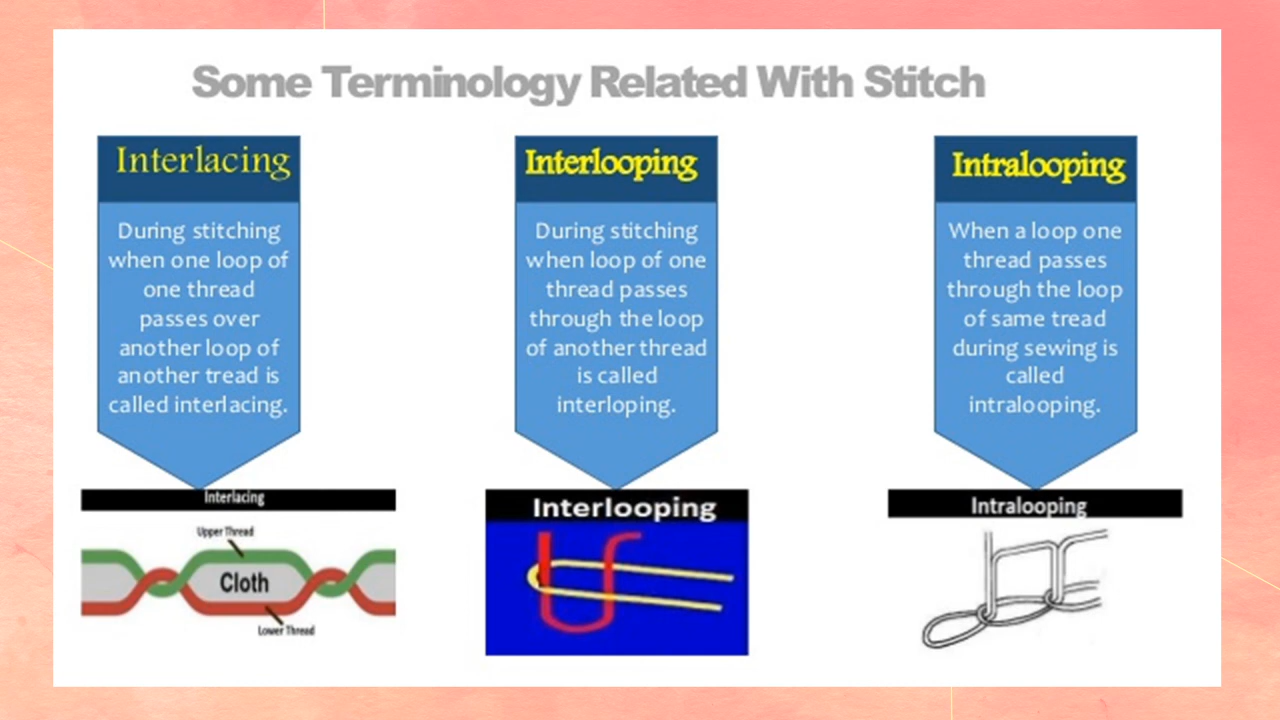 Some Terminology Related With Stitch
Interlacing
During stitching
when one loop of
one thread
passes over
another loop of
another tread is
called interlacing.
Interlooping
During stitching
when loop of one
thread passes
through the loop
of another thread
is called
interloping.
Intralooping
When a loop one
thread passes
through the loop
of same tread
during sewing is
called
intralooping.
Interlacing
Upper Thread
Cloth
Lower Thread
Interlooping
Intralooping